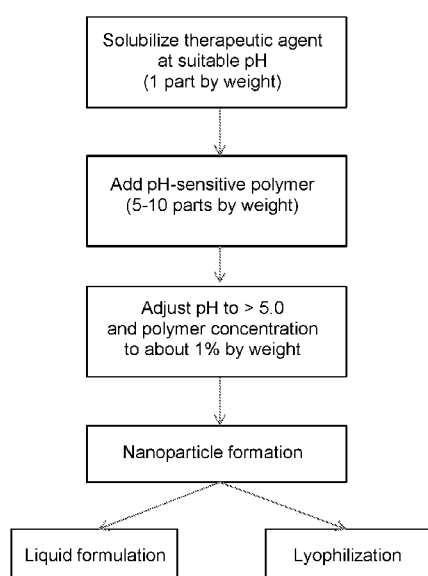 Solubilize therapeutic agent
at suitable pH
(1 part by weight)
Add pH-sensitive polymer
(5-10 parts by weight)
Adjust pH to > 5.0
and polymer concentration
to about 1% by weight
Nanoparticle formation
Liquid formulation
Lyophilization